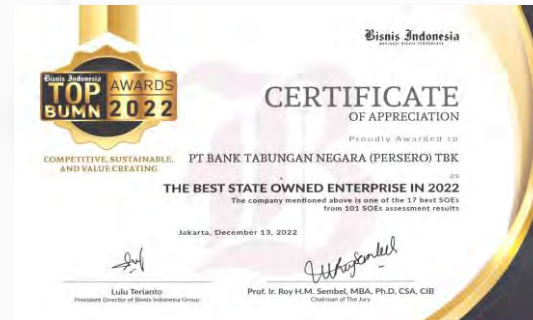 Bisnis Indonesia
Bisnis Indonesia
TOP
BUMN
AWARDS
2022
COMPETITIVE, SUSTAINABLE,
AND VALUE CREATING
CERTIFICATE
OF APPRECIATION
Proudly Awarded to
PT BANK TABUNGAN NEGARA (PERSERO) TBK
as
THE BEST STATE OWNED ENTERPRISE IN 2022
The company mentioned above is one of the 17 best SOEs
from 101 SOEs assessment results
Jakarta, December 13, 2022
Lulu Terianto
President Director of Bisnis Indonesia Group
Prof. Ir. Roy H.M. Sembel, MBA, Ph.D, CSA, CIB
Chairman of The Jury